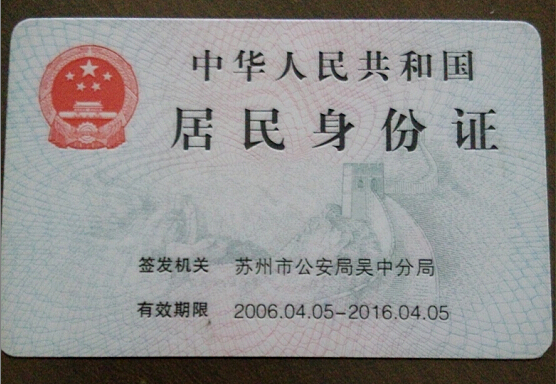 中华人民共和国
居民身份证
签发机关 苏州市公安局吴中分局
有效期限 2006.04.05-2016.04.05